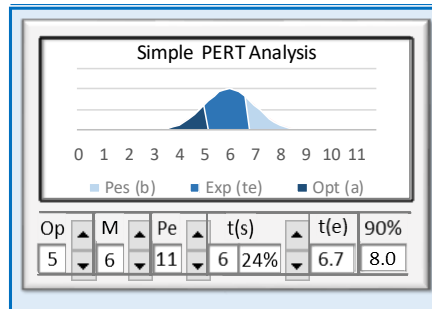 Simple PERT Analysis
0 1 2 3 4 5 6 7 8 9 10 11
Pes (b) Exp (te) Opt (a)
Op M Pe t(s) t(e) 90%
5 6 11 6 24% 6.7 8.0